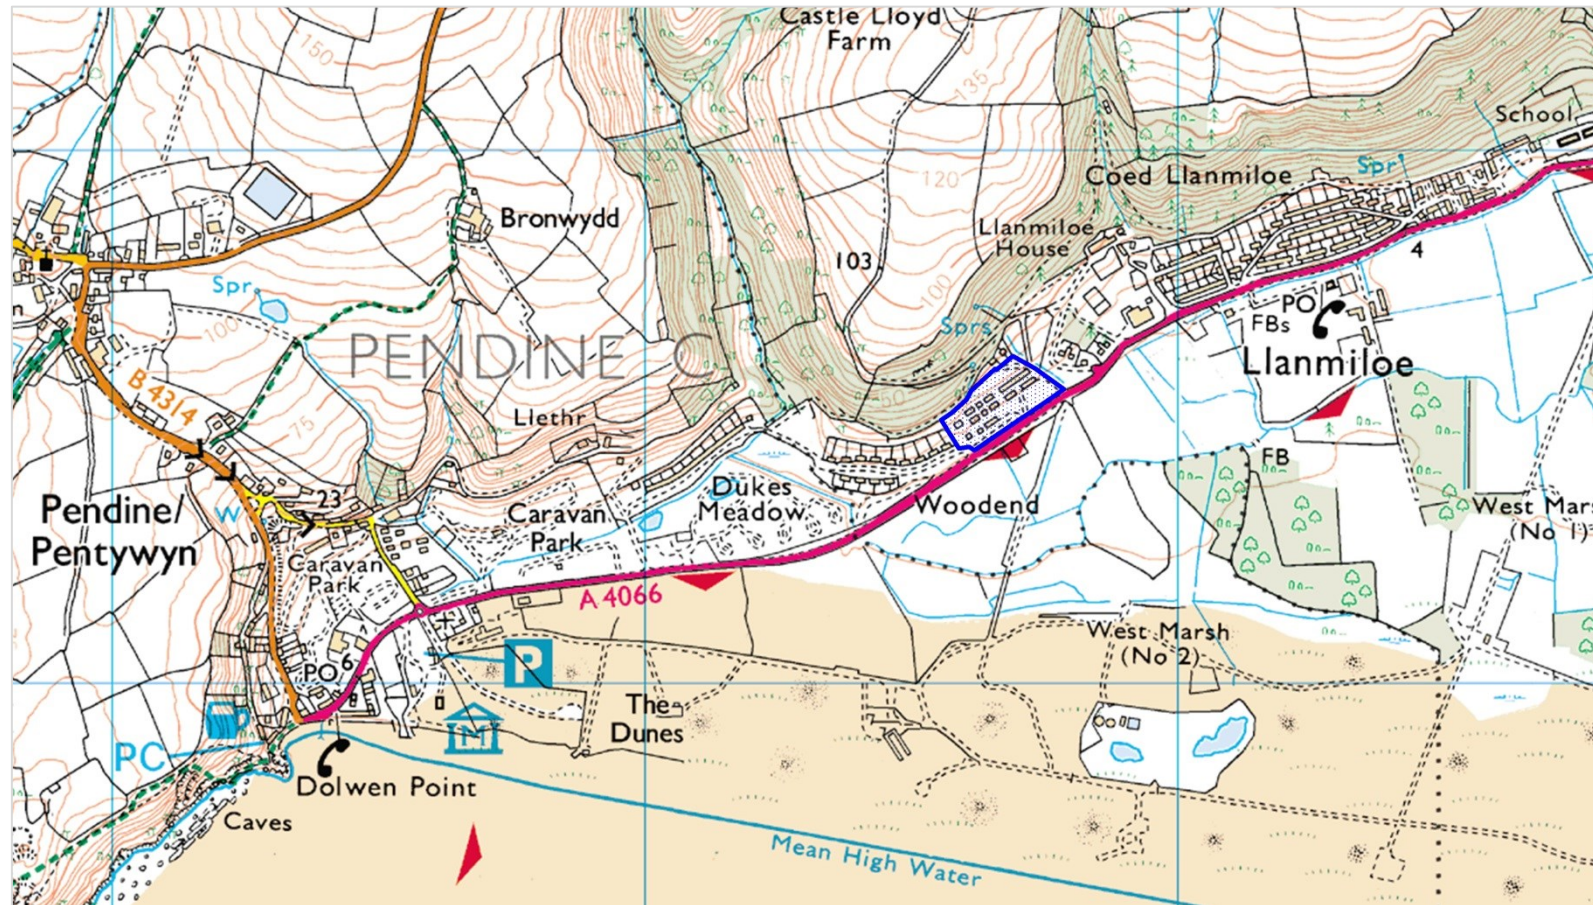 Castle Lloyd
Farm
150
135
School
Spr
120
Coed Llanmiloe
Bronwydd
Llanmiloe
House
103
4
Spr
100
100
PO
FBs
Sprs
PENDINE C
Llanmiloe
B 4314
50
Llethr
75
FB
23
Dukes
Meadow
Woodend
West Mars
(No 1)
Pendine/
Pentywyn
W
Caravan
Park
Caravan
Park
A 4066
West Marsh
(No 2)
PO
6
P
The
Dunes
M
PC
Dolwen Point
Caves
Mean High Water